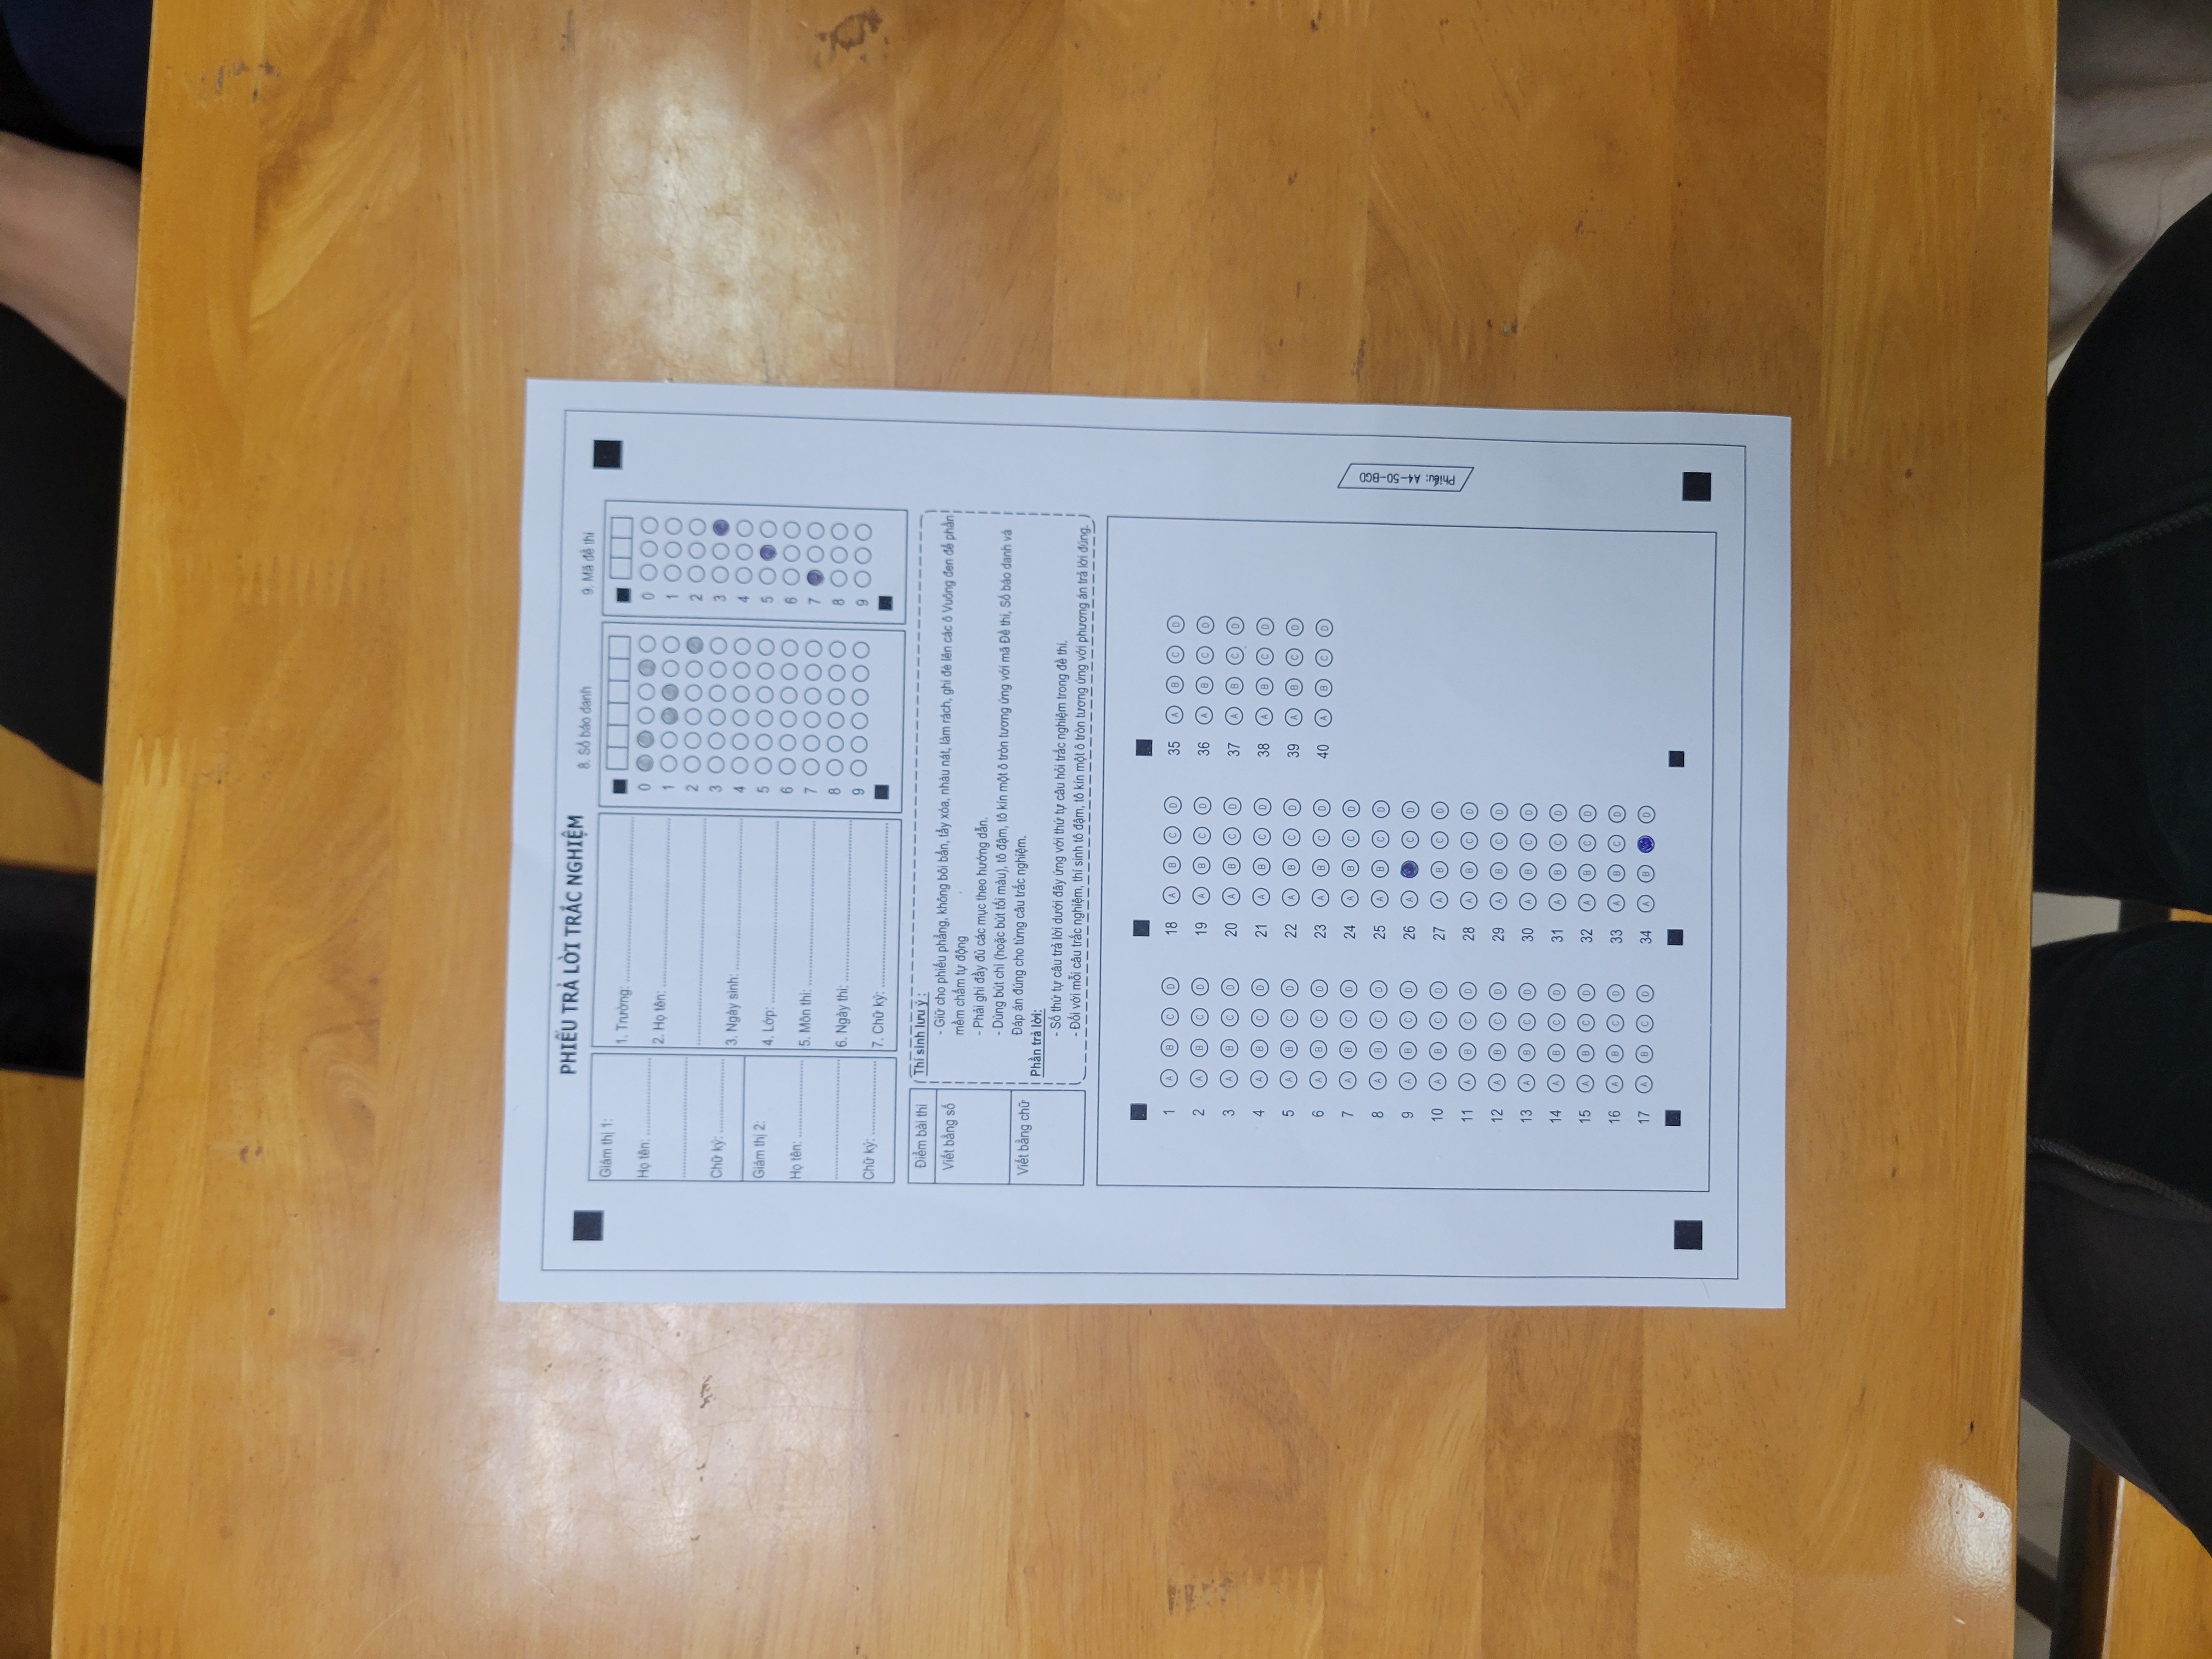 PHIẾU TRẢ LỜI TRẮC NGHIỆM
Giám thị 1:
Họ tên:
Chữ ký:
Giám thị 2:
Họ tên:
Chữ ký:
1. Trường:
2. Họ tên:
3. Ngày sinh:
4. Lớp:
5. Môn thi:
6. Ngày thi:
7. Chữ ký:
8. Số báo danh
0
1
2
3
4
5
6
7
8
9
9. Mã đề thi
0
1
2
3
4
5
6
7
8
9
Điểm bài thi
Viết bằng số
Viết bằng chữ
Thí sinh lưu ý :
- Giữ cho phiếu phẳng, không bôi bẩn, tẩy xóa, nhàu nát, làm rách, ghi đè lên các ô Vuông đen để phần
mềm chấm tự động
- Phải ghi đầy đủ các mục theo hướng dẫn.
- Dùng bút chì (hoặc bút tối màu), tô đậm, tô kín một ô tròn tương ứng với mã Đề thi, Số báo danh và
Đáp án đúng cho từng câu trắc nghiệm.
Phần trả lời:
- Số thứ tự câu trả lời dưới đây ứng với thứ tự câu hỏi trắc nghiệm trong đề thi.
- Đối với mỗi câu trắc nghiệm, thí sinh tô đậm, tô kín một ô tròn tương ứng với phương án trả lời đúng.
1 A B C D
2 A B C D
3 A B C D
4 A B C D
5 A B C D
6 A B C D
7 A B C D
8 A B C D
9 A B C D
10 A B C D
11 A B C D
12 A B C D
13 A B C D
14 A B C D
15 A B C D
16 A B C D
17 A B C D
18 A B C D
19 A B C D
20 A B C D
21 A B C D
22 A B C D
23 A B C D
24 A B C D
25 A B C D
26 A C D
27 A B C D
28 A B C D
29 A B C D
30 A B C D
31 A B C D
32 A B C D
33 A B C D
34 A B D
35 A B C D
36 A B C D
37 A B C D
38 A B C D
39 A B C D
40 A B C D
Phiếu: A4-50-BGD